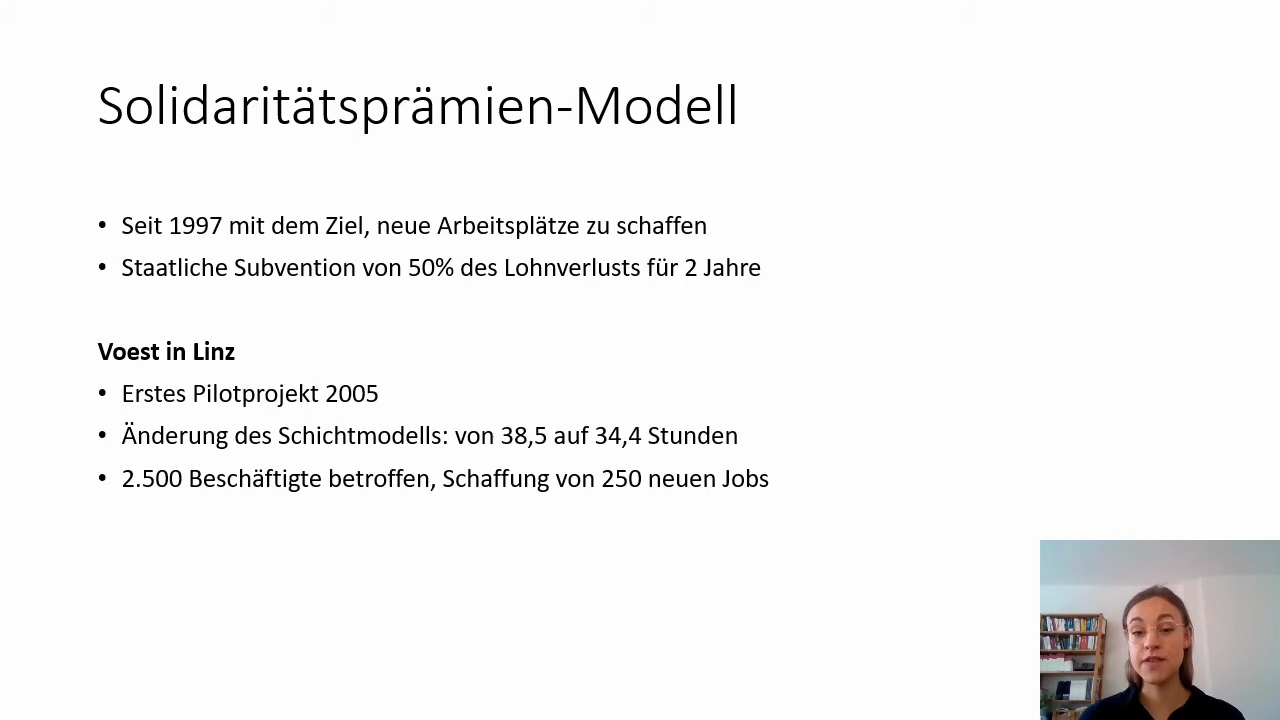 Solidaritätsprämien-Modell
• Seit 1997 mit dem Ziel, neue Arbeitsplätze zu schaffen
• Staatliche Subvention von 50% des Lohnverlusts für 2 Jahre
Voest in Linz
• Erstes Pilotprojekt 2005
• Änderung des Schichtmodells: von 38,5 auf 34,4 Stunden
• 2.500 Beschäftigte betroffen, Schaffung von 250 neuen Jobs